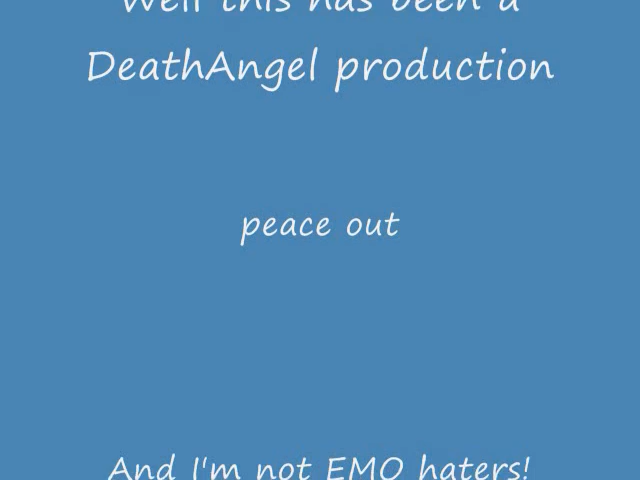 Well this has been a
DeathAngel production
peace out
And I'm not EMO haters!